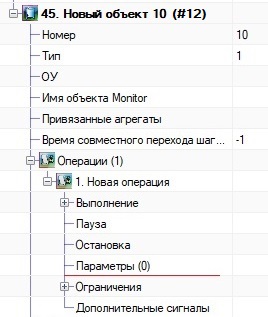 45. Новый объект 10 (#12)
Номер 10
Тип 1
ОУ
Имя объекта Monitor
Привязанные агрегаты
Время совместного перехода шаг... -1
Операции (1)
1. Новая операция
Выполнение
Пауза
Остановка
Параметры (0)
Ограничения
Дополнительные сигналы